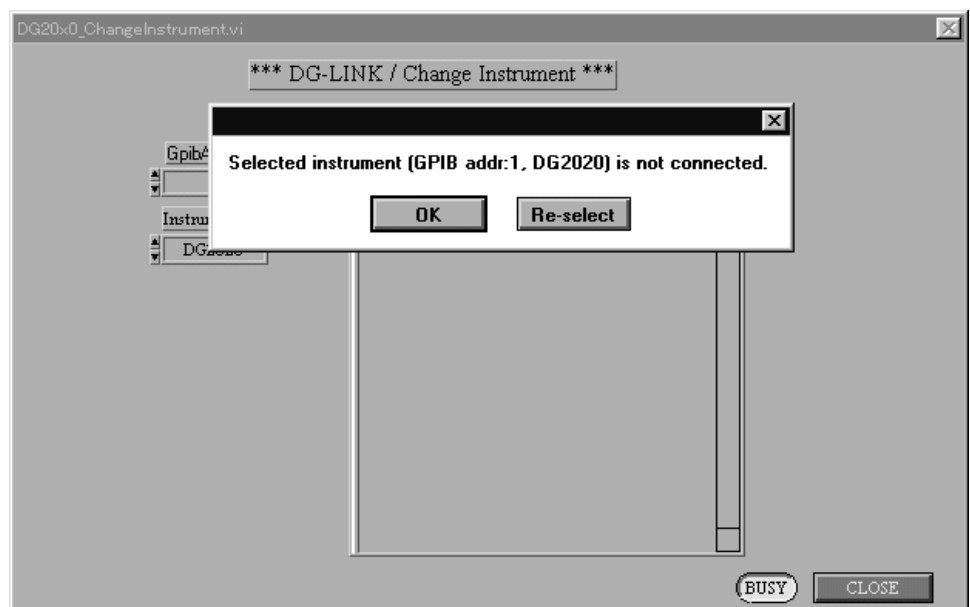 DG20x0_ChangeInstrument.vi
*** DG-LINK / Change Instrument ***
Selected instrument (GPIB addr:1, DG2020) is not connected.
OK
Re-select
BUSY
CLOSE